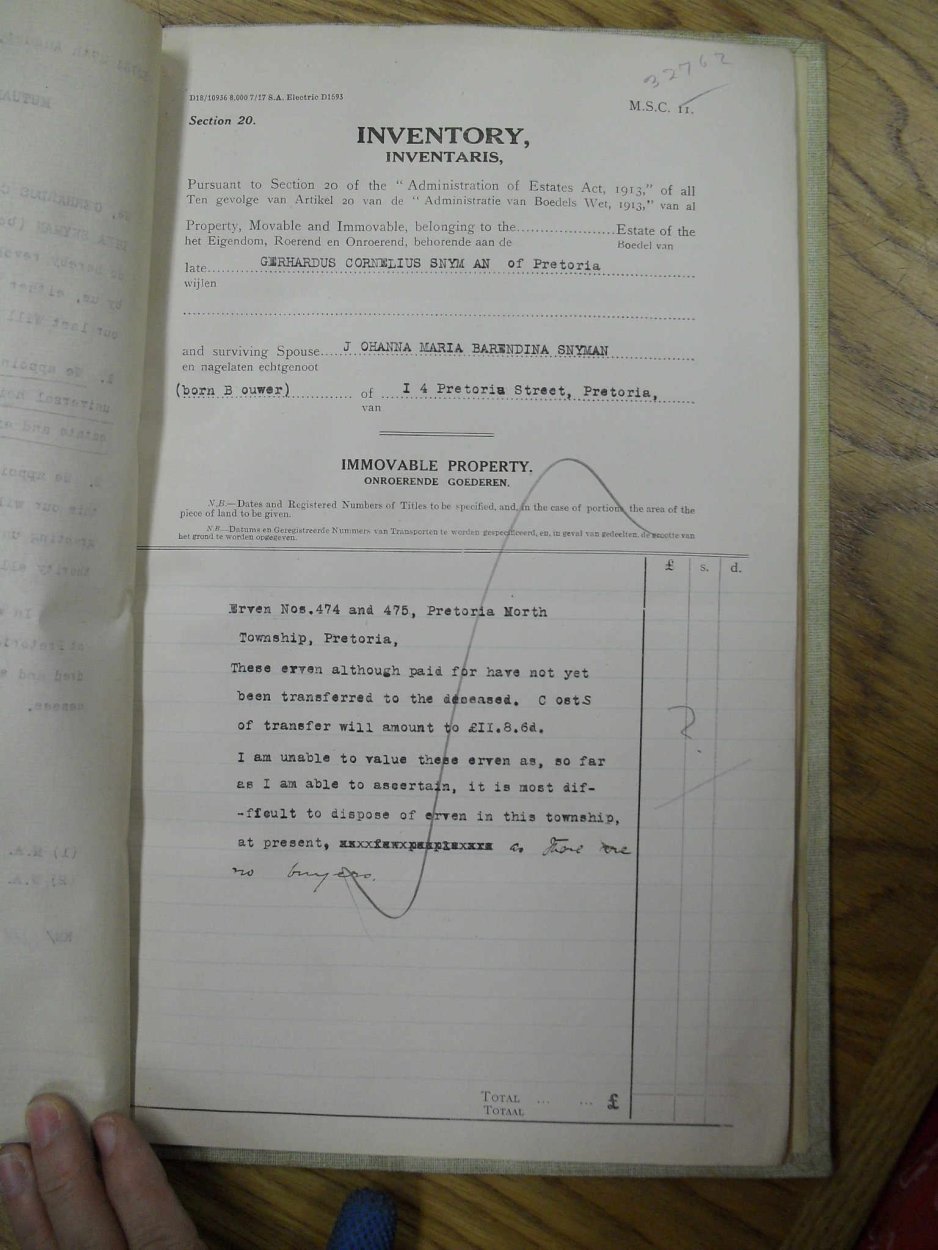 32762
D18/10936 8,000 7/17 S.A. Electric D1593
M.S.C. 11.
Section 20.
INVENTORY,
INVENTARIS,
Pursuant to Section 20 of the "Administration of Estates Act, 1913," of all
Ten gevolge van Artikel 20 van de "Administratie van Boedels Wet, 1913," van al
Property, Movable and Immovable, belonging to the......................Estate of the
het Eigendom, Roerend en Onroerend, behorende aan de Boedel van
late......... GERHARDUS CORNELIUS SNYM AN of Pretoria
wijlen
and surviving Spouse.... J OHANNA MARIA BARENDINA SNYMAN
en nagelaten echtgenoot
(born B ouwer)............ of ... I 4 Pretoria Street, Pretoria,
van
IMMOVABLE PROPERTY.
ONROERENDE GOEDEREN.
N.B.—Dates and Registered Numbers of Titles to be specified, and, in the case of portions, the area of the
piece of land to be given.
N.B.—Datums en Geregistreerde Nummers van Transporten te worden gespecificeerd, en, in geval van gedeelten, de grootte van
het grond te worden opgegeven.
£ s. d.
Erven Nos.474 and 475, Pretoria North
Township, Pretoria,
These erven although paid for have not yet
been transferred to the deceased. C ostS
of transfer will amount to £II.8.6d.
?
I am unable to value these erven as, so far
as I am able to ascertain, it is most dif-
-ffcult to dispose of erven in this township,
at present, as there are
no buyers.
TOTAL ... ... £
TOTAAL